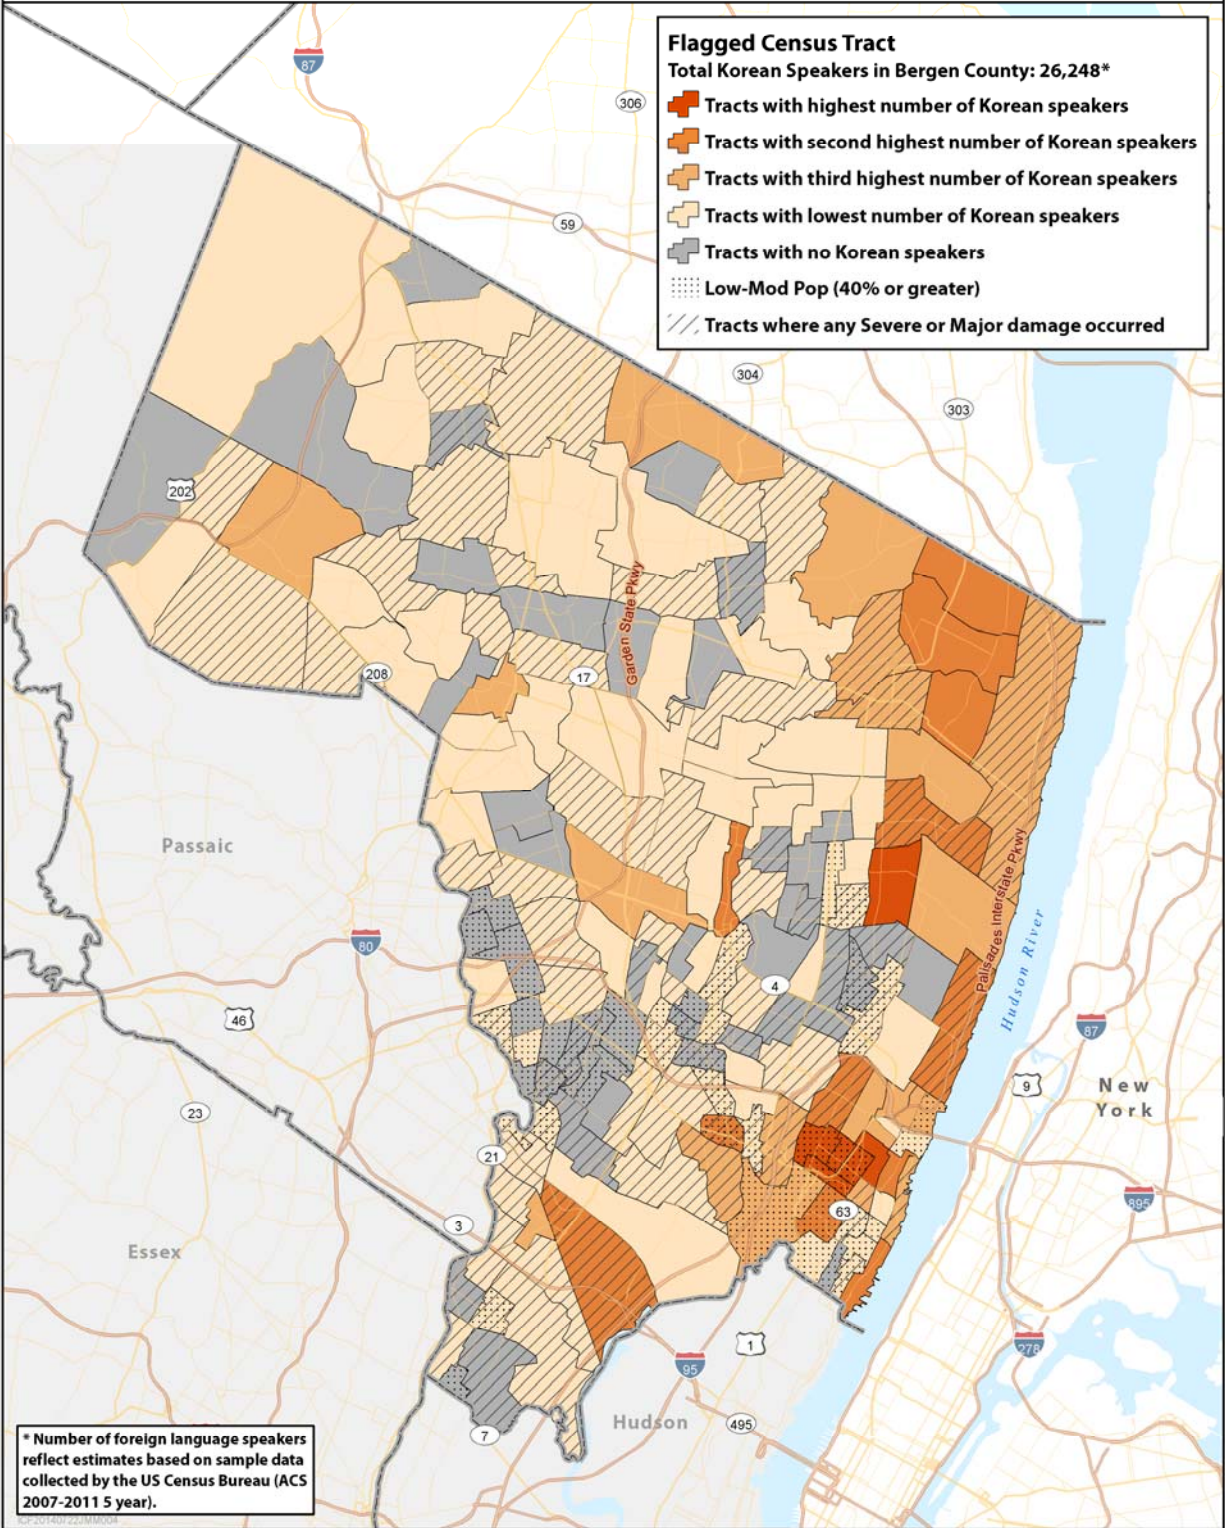 Flagged Census Tract
Total Korean Speakers in Bergen County: 26,248*
Tracts with highest number of Korean speakers
Tracts with second highest number of Korean speakers
Tracts with third highest number of Korean speakers
Tracts with lowest number of Korean speakers
Tracts with no Korean speakers
Low-Mod Pop (40% or greater)
Tracts where any Severe or Major damage occurred
87
306
59
304
303
202
Garden State Pkwy
208
17
Passaic
Palisades Interstate Pkwy
80
Hudson River
4
46
87
9
New
York
23
21
895
63
3
Essex
1
278
95
Hudson
495
7
* Number of foreign language speakers
reflect estimates based on sample data
collected by the US Census Bureau (ACS
2007-2011 5 year).
ICF20140722JMM004